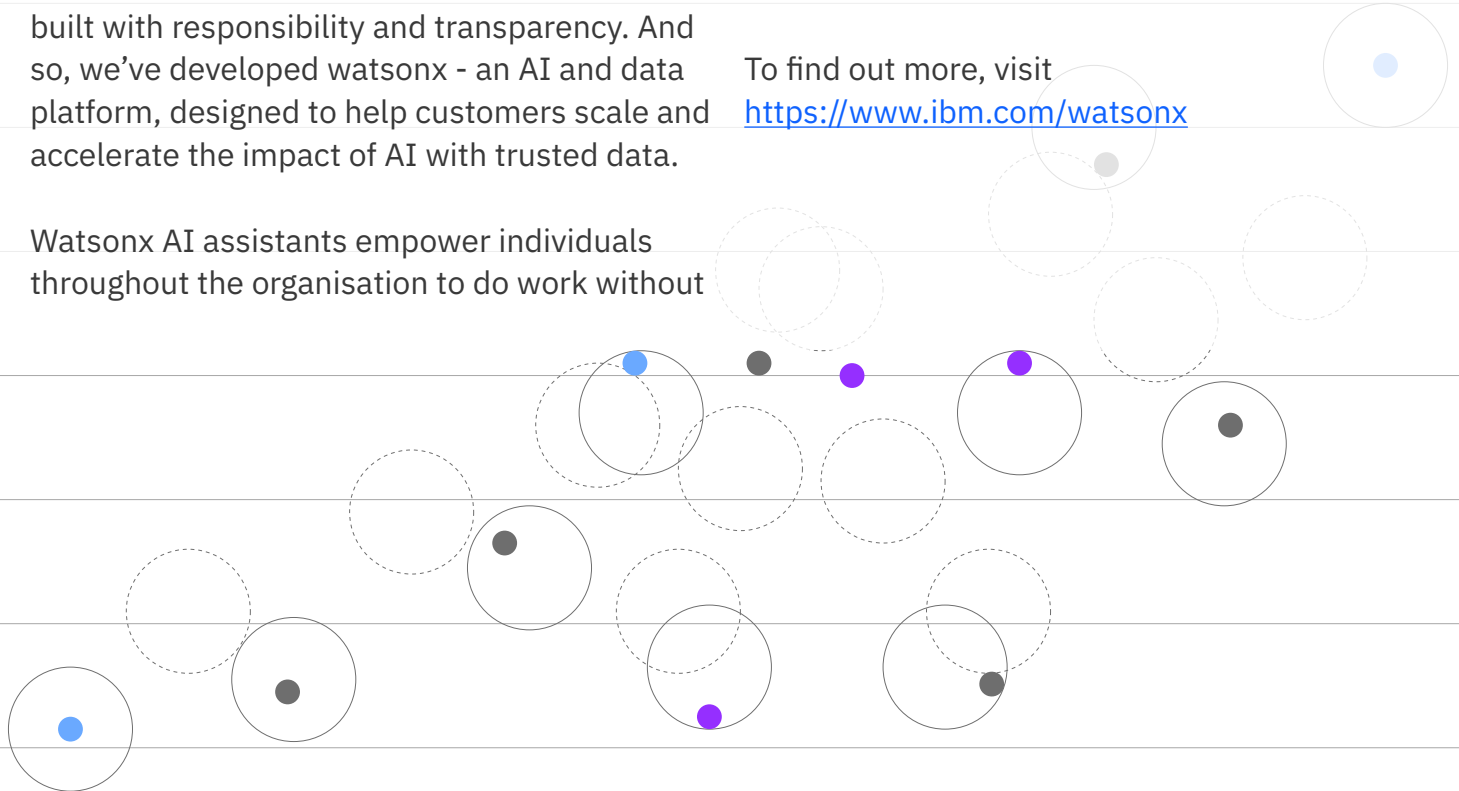 built with responsibility and transparency. And
so, we’ve developed watsonx - an AI and data
platform, designed to help customers scale and
accelerate the impact of AI with trusted data.
Watsonx AI assistants empower individuals
throughout the organisation to do work without
To find out more, visit
https://www.ibm.com/watsonx